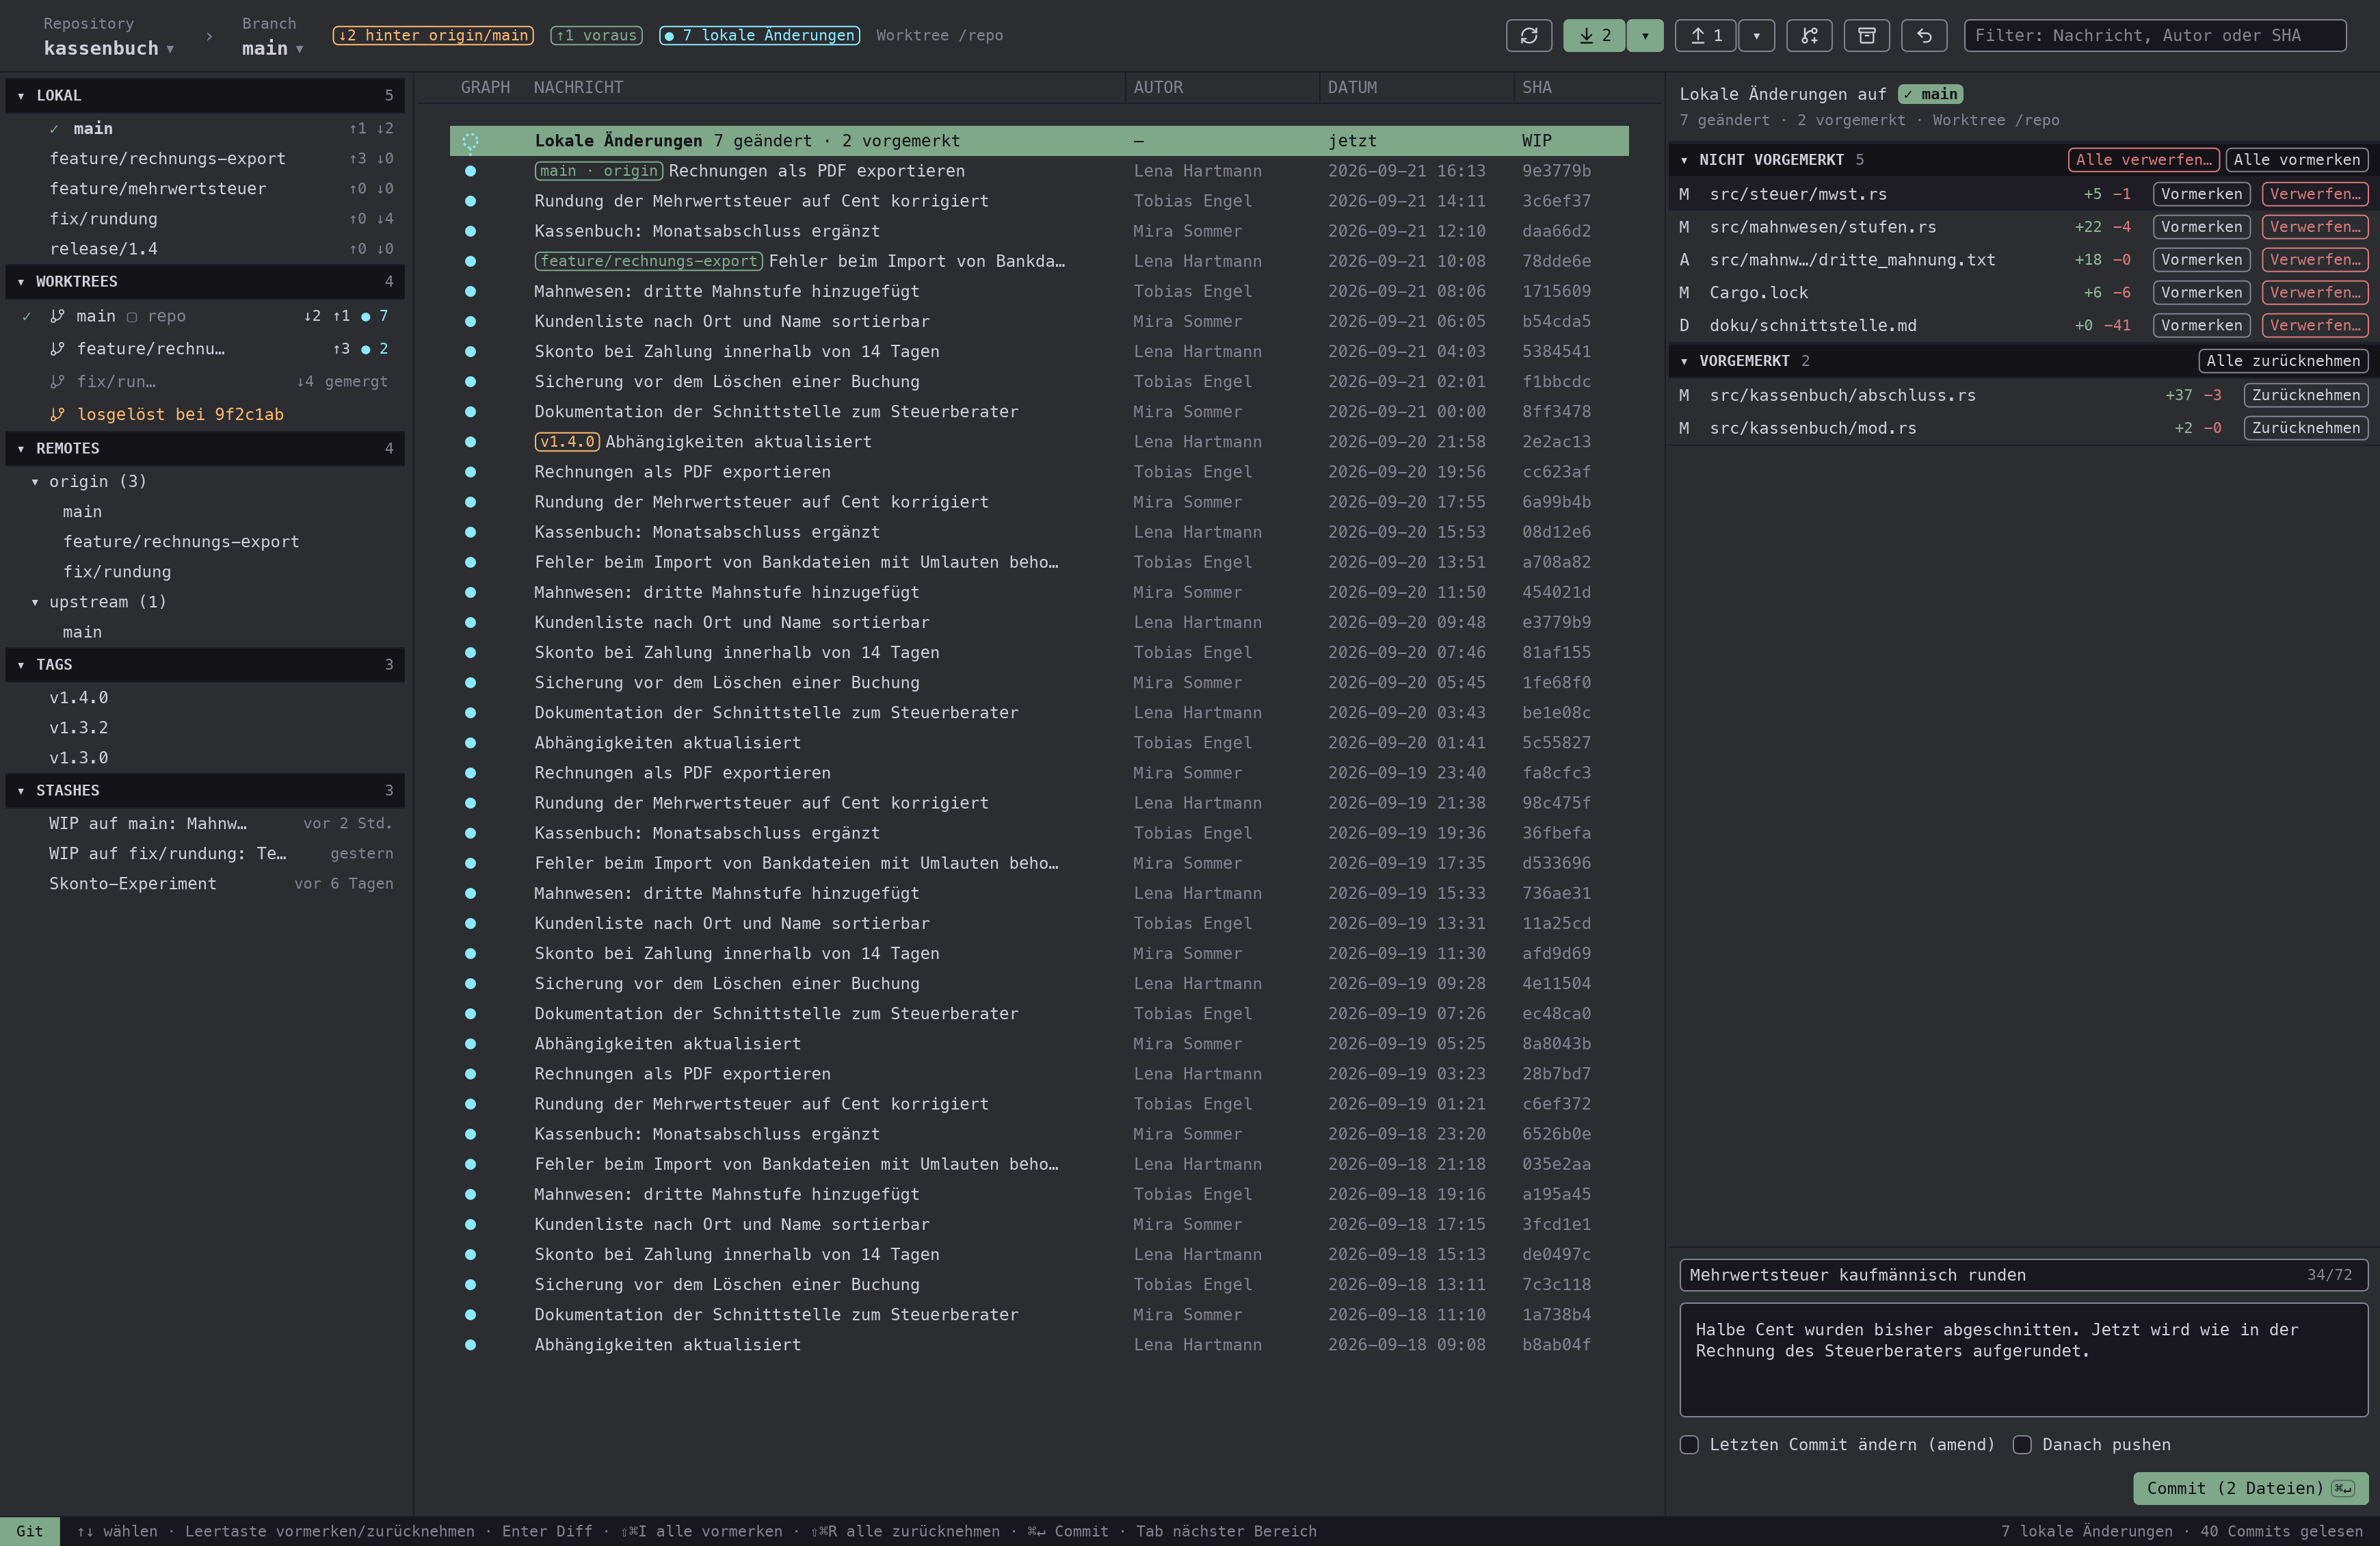 Repository
kassenbuch ▾
›
Branch
main ▾
↓2 hinter origin/main
↑1 voraus
● 7 lokale Änderungen
Worktree /repo
↓ 2 ▾
↑ 1 ▾
Filter: Nachricht, Autor oder SHA
▾ LOKAL 5
✓ main ↑1 ↓2
feature/rechnungs-export ↑3 ↓0
feature/mehrwertsteuer ↑0 ↓0
fix/rundung ↑0 ↓4
release/1.4 ↑0 ↓0
▾ WORKTREES 4
✓ main ▢ repo ↓2 ↑1 ● 7
feature/rechnu… ↑3 ● 2
fix/run… ↓4 gemergt
losgelöst bei 9f2c1ab
▾ REMOTES 4
▾ origin (3)
main
feature/rechnungs-export
fix/rundung
▾ upstream (1)
main
▾ TAGS 3
v1.4.0
v1.3.2
v1.3.0
▾ STASHES 3
WIP auf main: Mahnw… vor 2 Std.
WIP auf fix/rundung: Te… gestern
Skonto-Experiment vor 6 Tagen
GRAPH NACHRICHT AUTOR DATUM SHA
Lokale Änderungen 7 geändert · 2 vorgemerkt — jetzt WIP
main · origin Rechnungen als PDF exportieren Lena Hartmann 2026-09-21 16:13 9e3779b
Rundung der Mehrwertsteuer auf Cent korrigiert Tobias Engel 2026-09-21 14:11 3c6ef37
Kassenbuch: Monatsabschluss ergänzt Mira Sommer 2026-09-21 12:10 daa66d2
feature/rechnungs-export Fehler beim Import von Bankda… Lena Hartmann 2026-09-21 10:08 78dde6e
Mahnwesen: dritte Mahnstufe hinzugefügt Tobias Engel 2026-09-21 08:06 1715609
Kundenliste nach Ort und Name sortierbar Mira Sommer 2026-09-21 06:05 b54cda5
Skonto bei Zahlung innerhalb von 14 Tagen Lena Hartmann 2026-09-21 04:03 5384541
Sicherung vor dem Löschen einer Buchung Tobias Engel 2026-09-21 02:01 f1bbcdc
Dokumentation der Schnittstelle zum Steuerberater Mira Sommer 2026-09-21 00:00 8ff3478
v1.4.0 Abhängigkeiten aktualisiert Lena Hartmann 2026-09-20 21:58 2e2ac13
Rechnungen als PDF exportieren Tobias Engel 2026-09-20 19:56 cc623af
Rundung der Mehrwertsteuer auf Cent korrigiert Mira Sommer 2026-09-20 17:55 6a99b4b
Kassenbuch: Monatsabschluss ergänzt Lena Hartmann 2026-09-20 15:53 08d12e6
Fehler beim Import von Bankdateien mit Umlauten beho… Tobias Engel 2026-09-20 13:51 a708a82
Mahnwesen: dritte Mahnstufe hinzugefügt Mira Sommer 2026-09-20 11:50 454021d
Kundenliste nach Ort und Name sortierbar Lena Hartmann 2026-09-20 09:48 e3779b9
Skonto bei Zahlung innerhalb von 14 Tagen Tobias Engel 2026-09-20 07:46 81af155
Sicherung vor dem Löschen einer Buchung Mira Sommer 2026-09-20 05:45 1fe68f0
Dokumentation der Schnittstelle zum Steuerberater Lena Hartmann 2026-09-20 03:43 be1e08c
Abhängigkeiten aktualisiert Tobias Engel 2026-09-20 01:41 5c55827
Rechnungen als PDF exportieren Mira Sommer 2026-09-19 23:40 fa8cfc3
Rundung der Mehrwertsteuer auf Cent korrigiert Lena Hartmann 2026-09-19 21:38 98c475f
Kassenbuch: Monatsabschluss ergänzt Tobias Engel 2026-09-19 19:36 36fbefa
Fehler beim Import von Bankdateien mit Umlauten beho… Mira Sommer 2026-09-19 17:35 d533696
Mahnwesen: dritte Mahnstufe hinzugefügt Lena Hartmann 2026-09-19 15:33 736ae31
Kundenliste nach Ort und Name sortierbar Tobias Engel 2026-09-19 13:31 11a25cd
Skonto bei Zahlung innerhalb von 14 Tagen Mira Sommer 2026-09-19 11:30 afd9d69
Sicherung vor dem Löschen einer Buchung Lena Hartmann 2026-09-19 09:28 4e11504
Dokumentation der Schnittstelle zum Steuerberater Tobias Engel 2026-09-19 07:26 ec48ca0
Abhängigkeiten aktualisiert Mira Sommer 2026-09-19 05:25 8a8043b
Rechnungen als PDF exportieren Lena Hartmann 2026-09-19 03:23 28b7bd7
Rundung der Mehrwertsteuer auf Cent korrigiert Tobias Engel 2026-09-19 01:21 c6ef372
Kassenbuch: Monatsabschluss ergänzt Mira Sommer 2026-09-18 23:20 6526b0e
Fehler beim Import von Bankdateien mit Umlauten beho… Lena Hartmann 2026-09-18 21:18 035e2aa
Mahnwesen: dritte Mahnstufe hinzugefügt Tobias Engel 2026-09-18 19:16 a195a45
Kundenliste nach Ort und Name sortierbar Mira Sommer 2026-09-18 17:15 3fcd1e1
Skonto bei Zahlung innerhalb von 14 Tagen Lena Hartmann 2026-09-18 15:13 de0497c
Sicherung vor dem Löschen einer Buchung Tobias Engel 2026-09-18 13:11 7c3c118
Dokumentation der Schnittstelle zum Steuerberater Mira Sommer 2026-09-18 11:10 1a738b4
Abhängigkeiten aktualisiert Lena Hartmann 2026-09-18 09:08 b8ab04f
Lokale Änderungen auf ✓ main
7 geändert · 2 vorgemerkt · Worktree /repo
▾ NICHT VORGEMERKT 5 Alle verwerfen… Alle vormerken
M src/steuer/mwst.rs +5 −1 Vormerken Verwerfen…
M src/mahnwesen/stufen.rs +22 −4 Vormerken Verwerfen…
A src/mahnw…/dritte_mahnung.txt +18 −0 Vormerken Verwerfen…
M Cargo.lock +6 −6 Vormerken Verwerfen…
D doku/schnittstelle.md +0 −41 Vormerken Verwerfen…
▾ VORGEMERKT 2 Alle zurücknehmen
M src/kassenbuch/abschluss.rs +37 −3 Zurücknehmen
M src/kassenbuch/mod.rs +2 −0 Zurücknehmen
Mehrwertsteuer kaufmännisch runden 34/72
Halbe Cent wurden bisher abgeschnitten. Jetzt wird wie in der
Rechnung des Steuerberaters aufgerundet.
Letzten Commit ändern (amend) Danach pushen
Commit (2 Dateien) ⌘↵
Git ↑↓ wählen · Leertaste vormerken/zurücknehmen · Enter Diff · ⇧⌘I alle vormerken · ⇧⌘R alle zurücknehmen · ⌘↵ Commit · Tab nächster Bereich
7 lokale Änderungen · 40 Commits gelesen